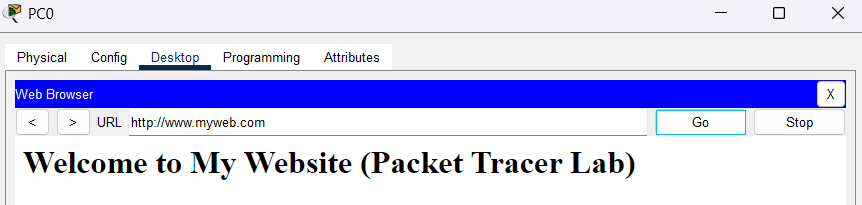 PC0
Physical Config Desktop Programming Attributes
Web Browser X
< > URL http://www.myweb.com Go Stop
Welcome to My Website (Packet Tracer Lab)